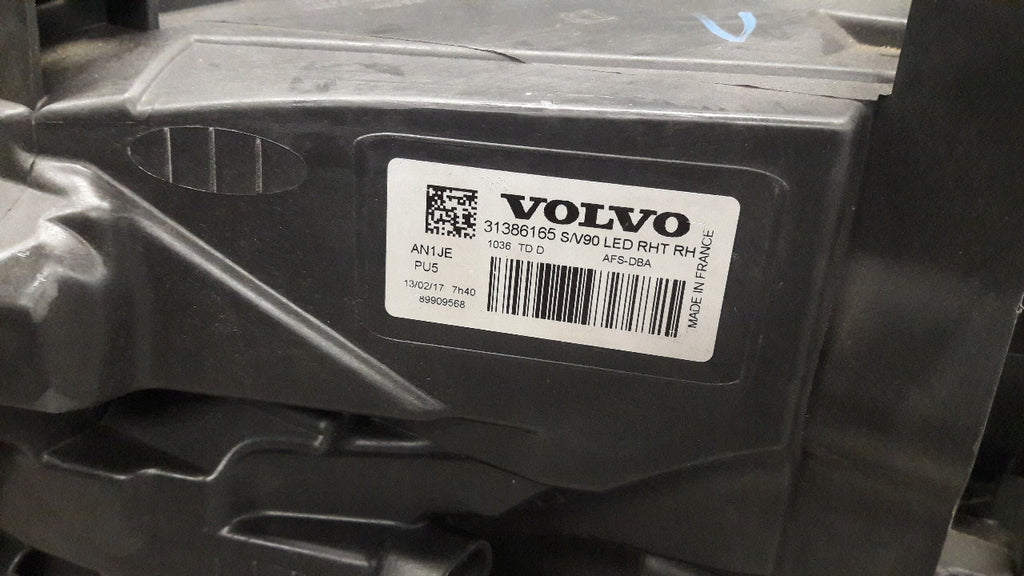 VOLVO
31386165 S/V90 LED RHT RH
1036 TD D AFS-DBA
AN1JE
PU5
13/02/17 7h40
89909568
MADE IN FRANCE